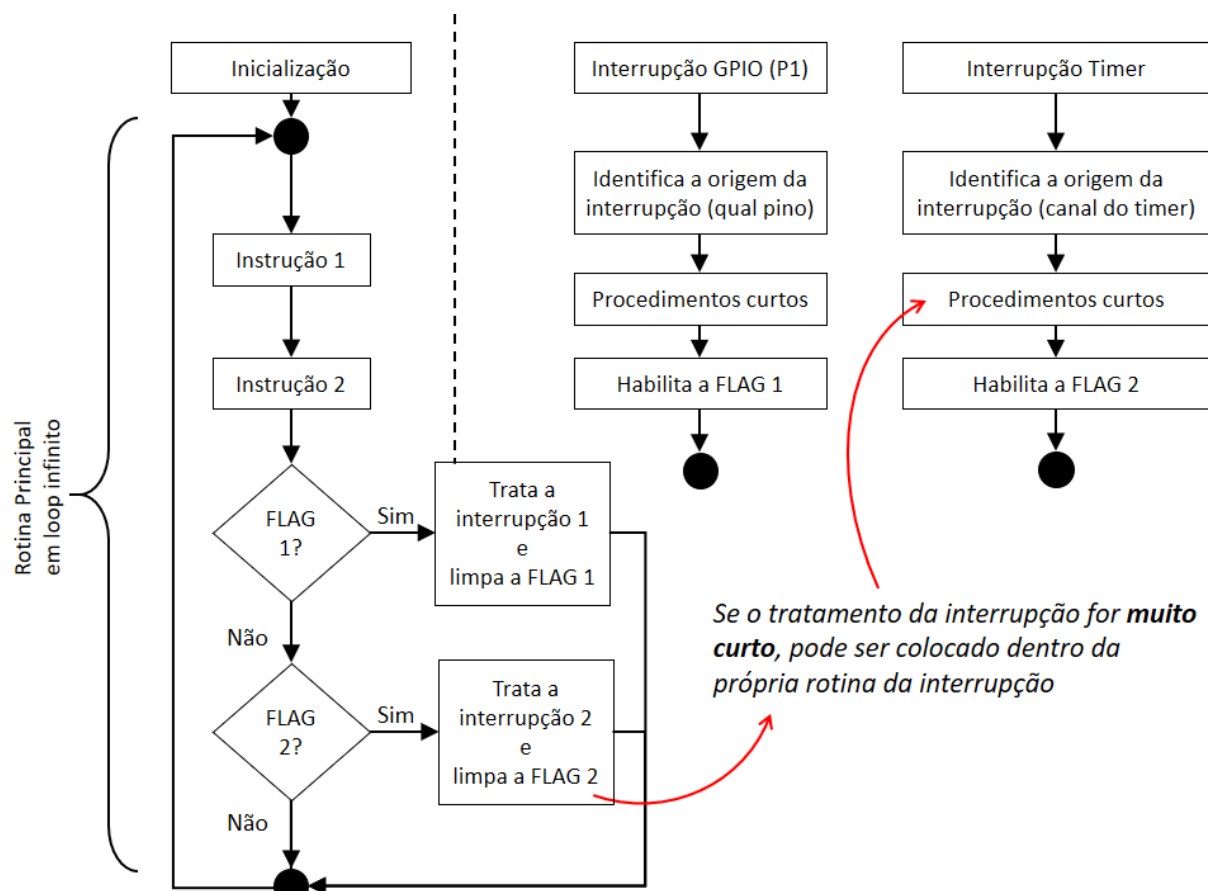 Inicialização
Instrução 1
Instrução 2
FLAG
1?
Sim
Não
Trata a
interrupção 1
e
limpa a FLAG 1
FLAG
2?
Sim
Não
Trata a
interrupção 2
e
limpa a FLAG 2
Rotina Principal
em loop infinito
Interrupção GPIO (P1)
Identifica a origem da
interrupção (qual pino)
Procedimentos curtos
Habilita a FLAG 1
Interrupção Timer
Identifica a origem da
interrupção (canal do timer)
Procedimentos curtos
Habilita a FLAG 2
Se o tratamento da interrupção for muito
curto, pode ser colocado dentro da
própria rotina da interrupção